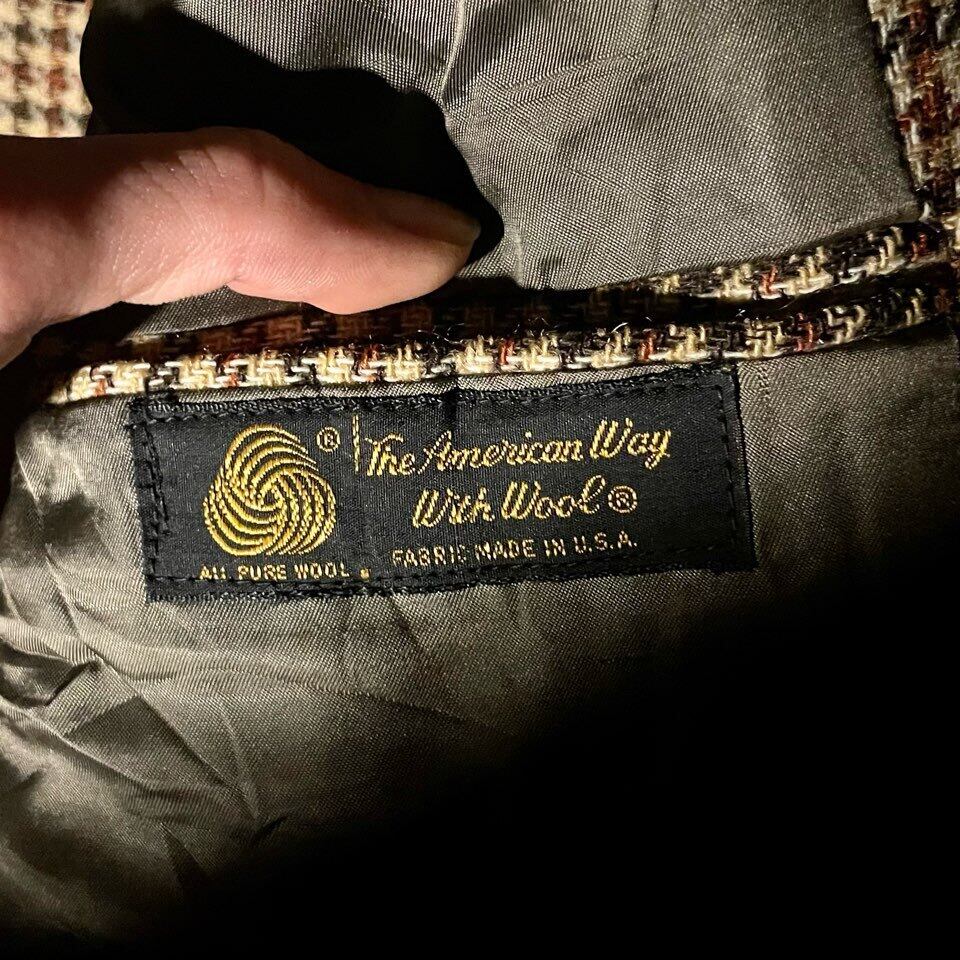 ®
The American Way
With Wool®
ALL PURE WOOL
FABRIC MADE IN U.S.A.